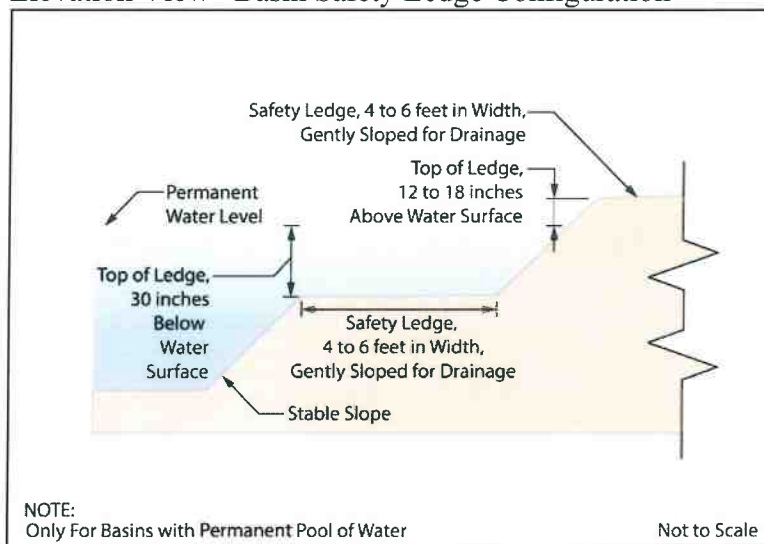 Elevation View - Basin Safety Ledge Configuration
Safety Ledge, 4 to 6 feet in Width,
Gently Sloped for Drainage
Top of Ledge,
12 to 18 inches
Above Water Surface
Permanent
Water Level
Top of Ledge,
30 inches
Below
Water
Surface
Safety Ledge,
4 to 6 feet in Width,
Gently Sloped for Drainage
Stable Slope
NOTE:
Only For Basins with Permanent Pool of Water
Not to Scale